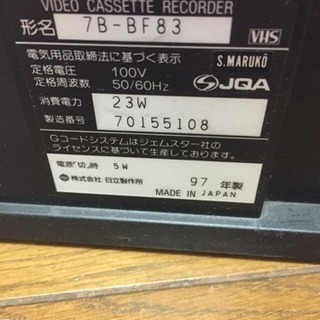 VIDEO CASSETTE RECORDER
形名 7B-BF83 VHS
電気用品取締法に基づく表示 S.MARUKO
定格電圧 100V
定格周波数 50/60Hz JQA
消費電力 23W
製造番号 70155108
Gコードシステムはジェムスター社の
ライセンスに基づいて生産しています。
電源「切」時 5W
株式会社 日立製作所 97 年製
MADE IN JAPAN